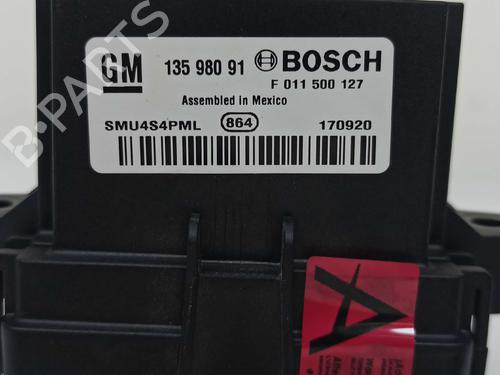 GM 135 980 91 BOSCH
F 011 500 127
Assembled in Mexico
SMU4S4PML 864 170920
B-PARTS
A